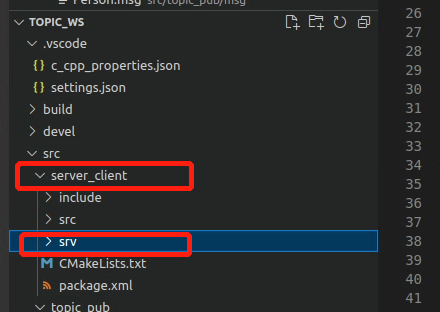 Person.msg src/topic_pub/msg
TOPIC_WS
.vscode
c_cpp_properties.json
settings.json
build
devel
src
server_client
include
src
srv
CMakeLists.txt
package.xml
topic_pub
26
27
28
29
30
31
32
33
34
35
36
37
38
39
40
41